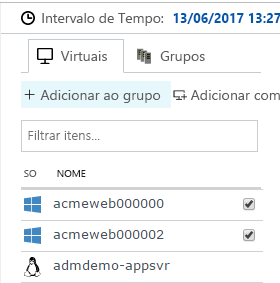 Intervalo de Tempo: 13/06/2017 13:27
Virtuais Grupos
+ Adicionar ao grupo Adicionar com
Filtrar itens...
SO NOME
acmeweb000000
acmeweb000002
admdemo-appsvr